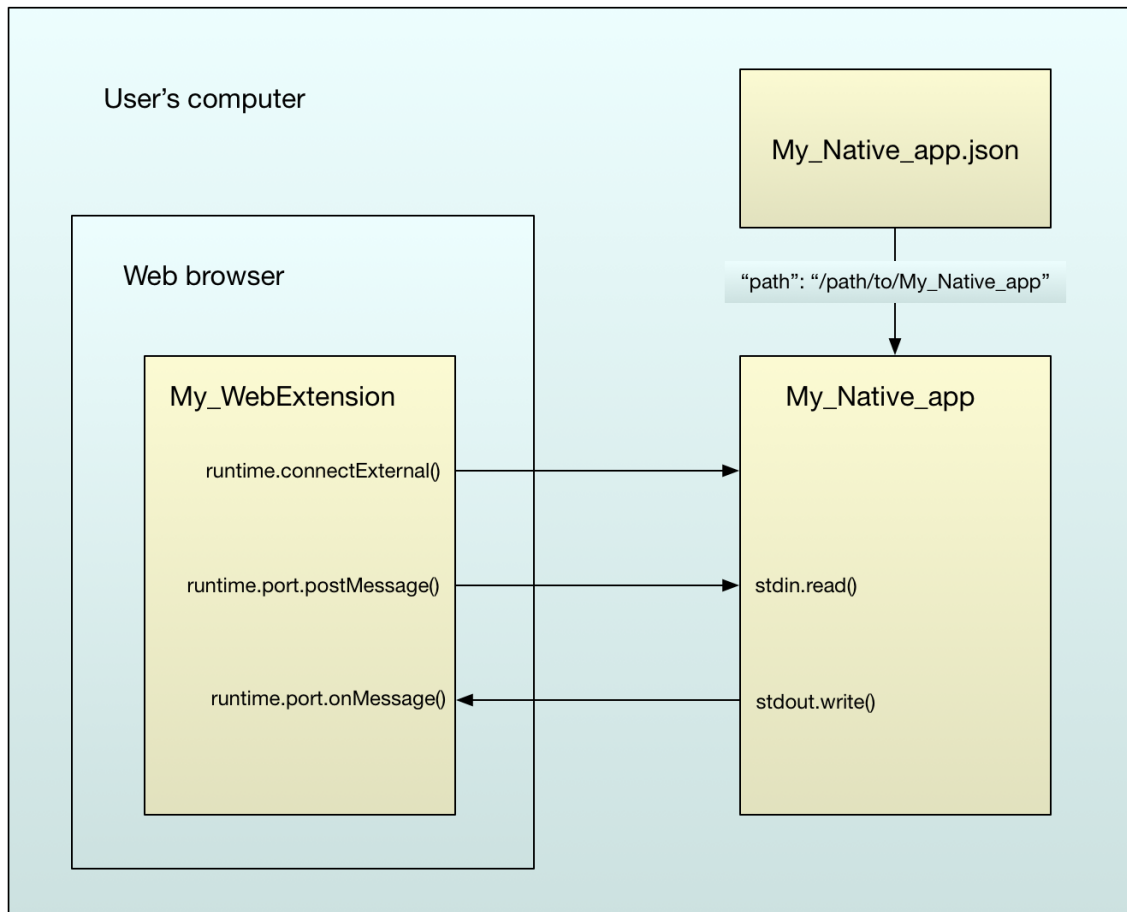 User’s computer
My_Native_app.json
Web browser
“path”: “/path/to/My_Native_app”
My_WebExtension
My_Native_app
runtime.connectExternal()
runtime.port.postMessage()
stdin.read()
runtime.port.onMessage()
stdout.write()